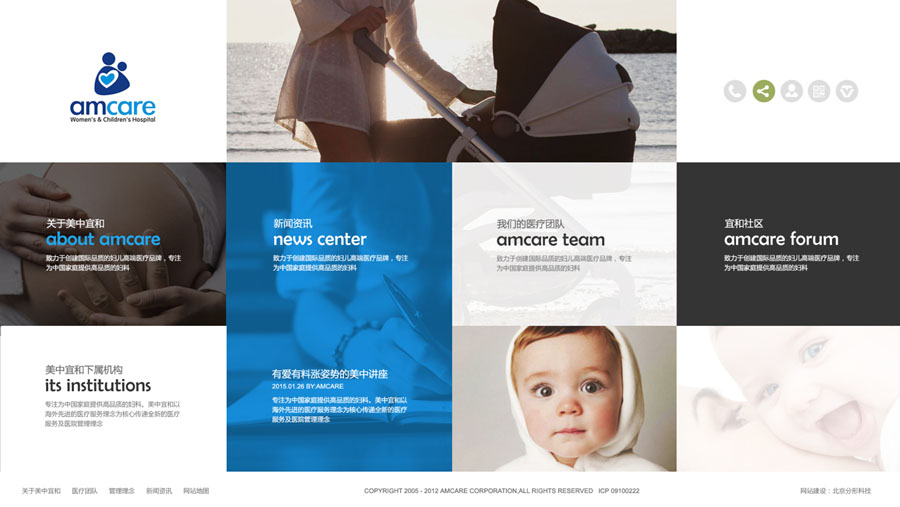 amcare
Women's & Children's Hospital
关于美中宜和
about amcare
致力于创建国际品质的妇儿高端医疗品牌，专注
为中国家庭提供高品质的妇科
新闻资讯
news center
致力于创建国际品质的妇儿高端医疗品牌，专注
为中国家庭提供高品质的妇科
我们的医疗团队
amcare team
致力于创建国际品质的妇儿高端医疗品牌，专注
为中国家庭提供高品质的妇科
宜和社区
amcare forum
致力于创建国际品质的妇儿高端医疗品牌，专注
为中国家庭提供高品质的妇科
美中宜和下属机构
its institutions
专注为中国家庭提供高品质的妇科。美中宜和以
海外先进的医疗服务理念为核心传递全新的医疗
服务及医院管理理念
有爱有料涨姿势的美中讲座
2015.01.26 BY:AMCARE
专注为中国家庭提供高品质的妇科。美中宜和以
海外先进的医疗服务理念为核心传递全新的医疗
服务及医院管理理念
关于美中宜和 医疗团队 管理理念 新闻资讯 网站地图
COPYRIGHT 2005 - 2012 AMCARE CORPORATION,ALL RIGHTS RESERVED ICP 09100222
网站建设：北京分形科技